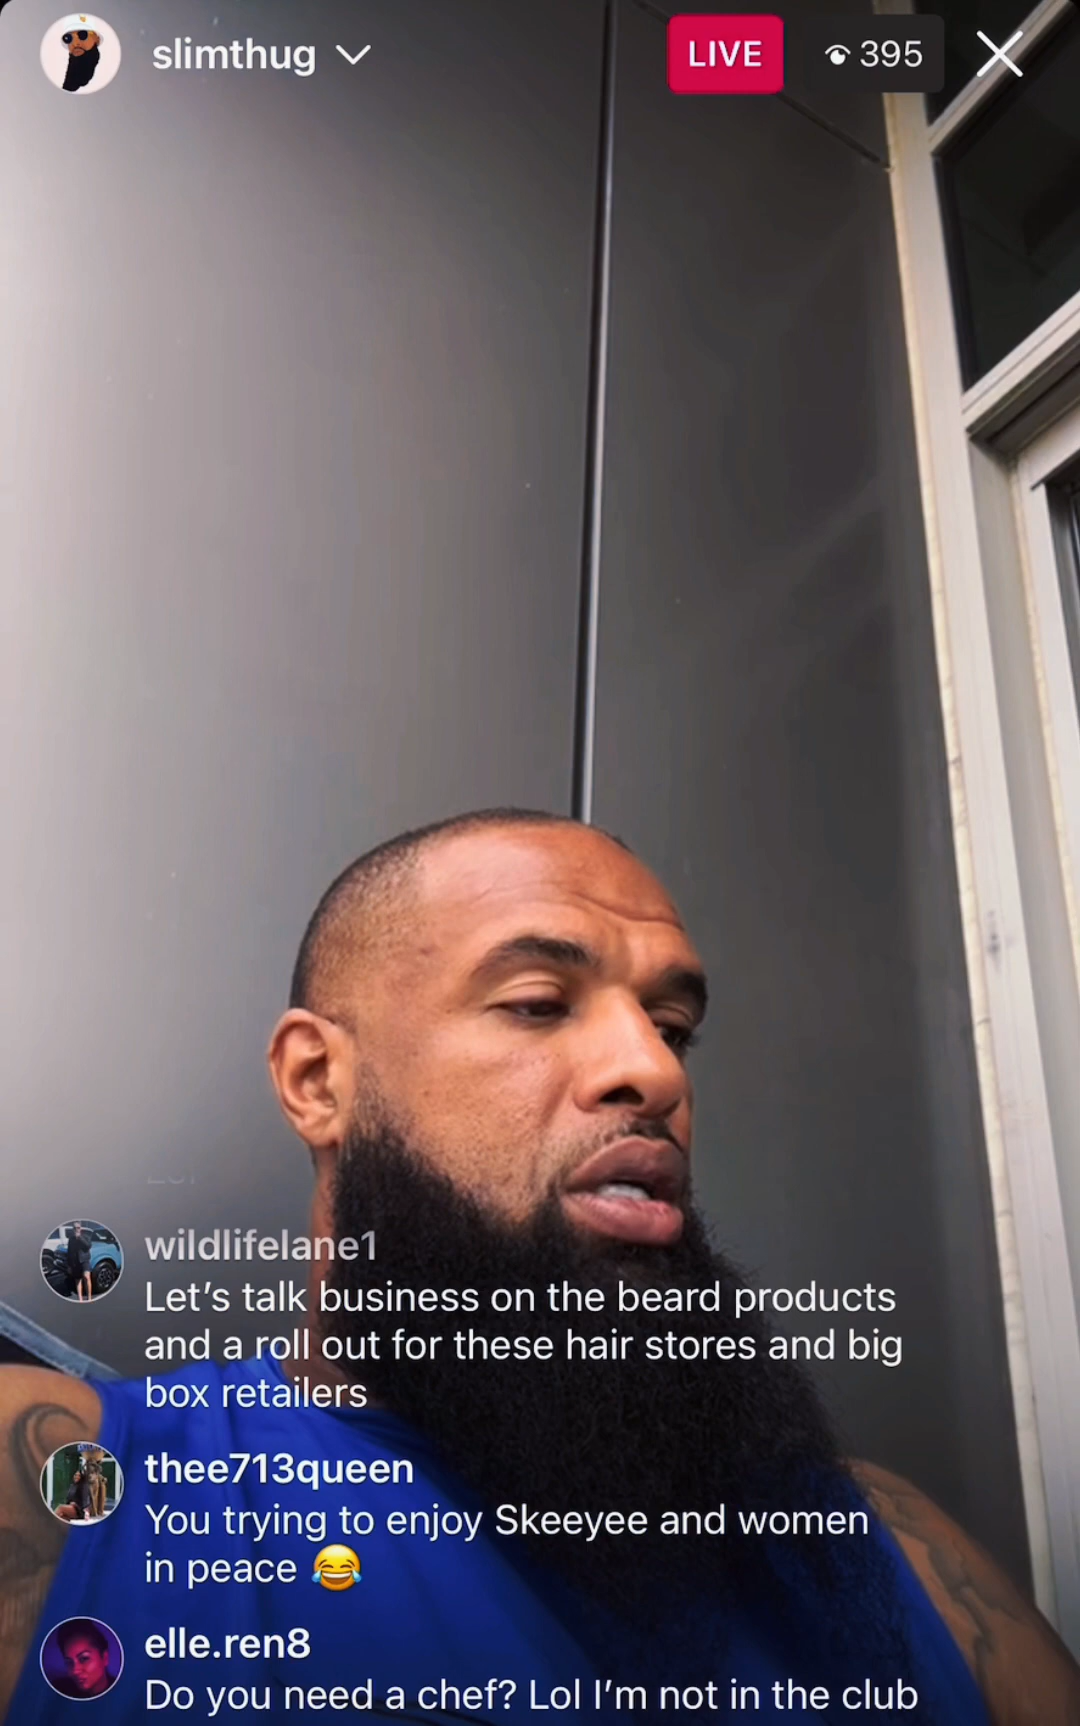 slimthug
LIVE
395
wildlifelane1
Let’s talk business on the beard products
and a roll out for these hair stores and big
box retailers
thee713queen
You trying to enjoy Skeeyee and women
in peace 😂
elle.ren8
Do you need a chef? Lol I’m not in the club